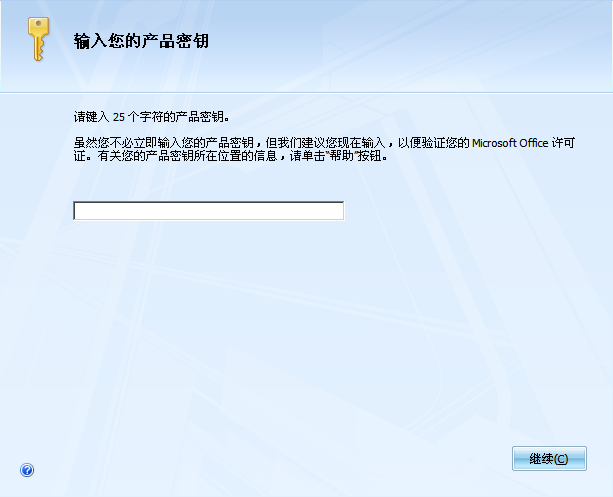 输入您的产品密钥
请键入 25 个字符的产品密钥。
虽然您不必立即输入您的产品密钥，但我们建议您现在输入，以便验证您的 Microsoft Office 许可
证。有关您的产品密钥所在位置的信息，请单击“帮助”按钮。
继续(C)